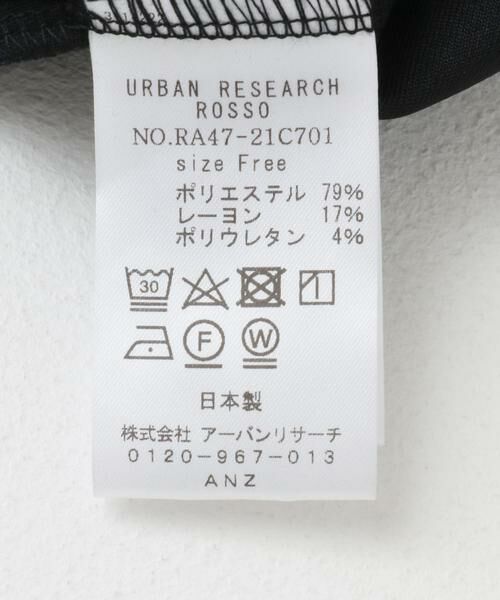 URBAN RESEARCH
ROSSO
NO.RA47-21C701
size Free
ポリエステル 79%
レーヨン 17%
ポリウレタン 4%
30
F W
日本製
株式会社 アーバンリサーチ
0120-967-013
ANZ